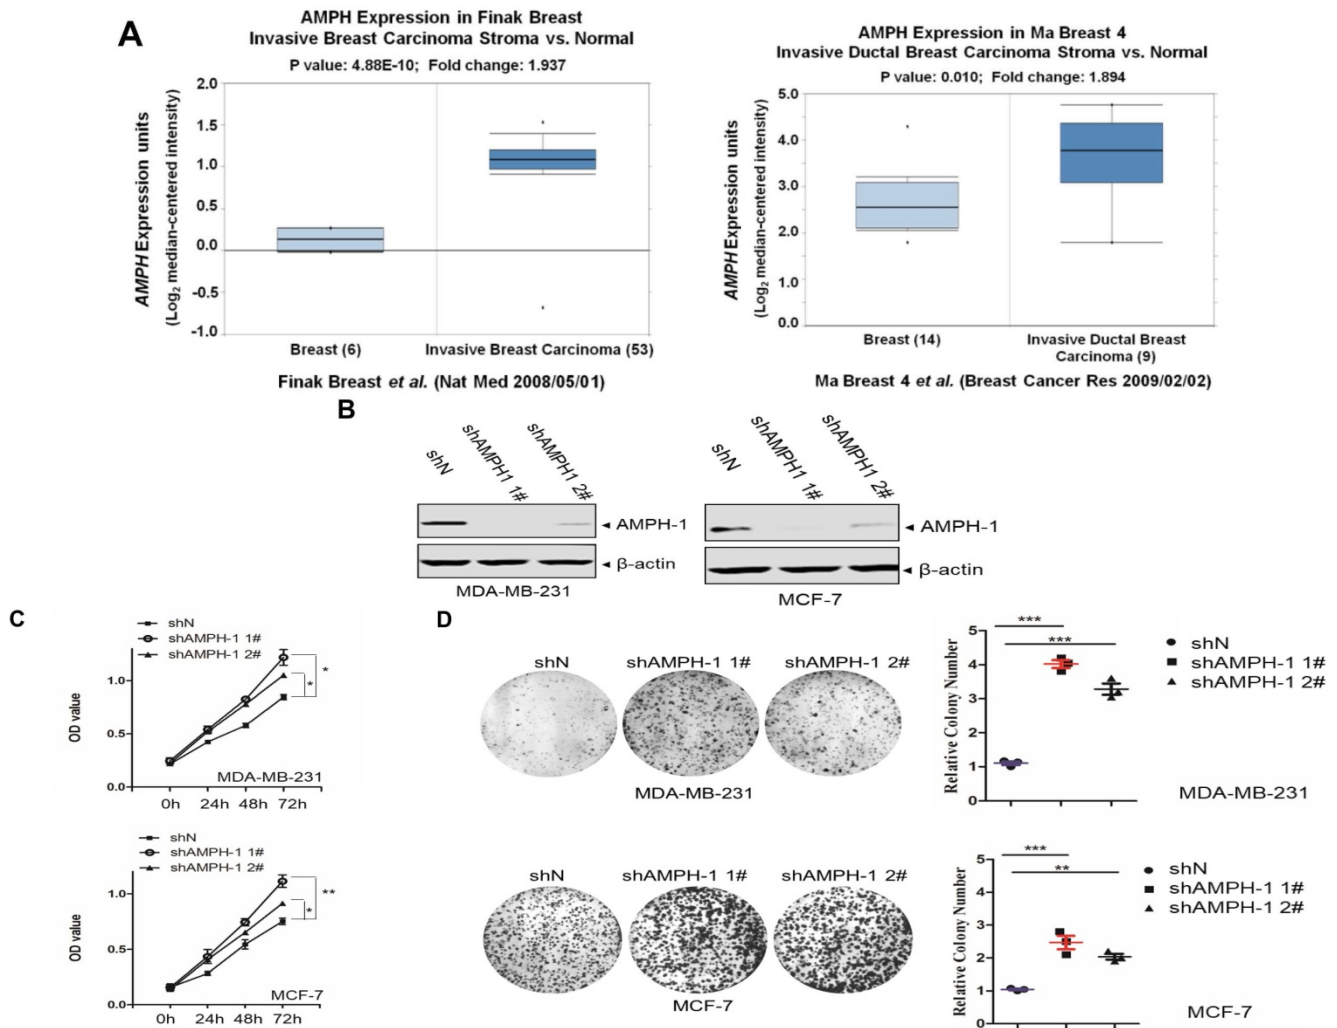 A
AMPH Expression in Finak Breast
Invasive Breast Carcinoma Stroma vs. Normal
P value: 4.88E-10; Fold change: 1.937
AMPH Expression units
(Log2 median-centered intensity)
2.0
1.5
1.0
0.5
0.0
-0.5
-1.0
Breast (6)
Invasive Breast Carcinoma (53)
Finak Breast et al. (Nat Med 2008/05/01)
AMPH Expression in Ma Breast 4
Invasive Ductal Breast Carcinoma Stroma vs. Normal
P value: 0.010; Fold change: 1.894
AMPH Expression units
(Log2 median-centered intensity)
5.0
4.0
3.0
2.0
1.0
0.0
Breast (14)
Invasive Ductal Breast
Carcinoma (9)
Ma Breast 4 et al. (Breast Cancer Res 2009/02/02)
B
shN
shAMPH1 1#
shAMPH1 2#
AMPH-1
β-actin
MDA-MB-231
shN
shAMPH1 1#
shAMPH1 2#
AMPH-1
β-actin
MCF-7
C
shN
shAMPH-1 1#
shAMPH-1 2#
OD value
1.0
0.5
0.0
*
*
MDA-MB-231
0h 24h 48h 72h
shN
shAMPH-1 1#
shAMPH-1 2#
OD value
1.0
0.5
0.0
**
*
MCF-7
0h 24h 48h 72h
D
shN shAMPH-1 1# shAMPH-1 2#
MDA-MB-231
Relative Colony Number
5
4
3
2
1
0
***
***
shN
shAMPH-1 1#
shAMPH-1 2#
MDA-MB-231
shN shAMPH-1 1# shAMPH-1 2#
MCF-7
Relative Colony Number
5
4
3
2
1
0
***
**
shN
shAMPH-1 1#
shAMPH-1 2#
MCF-7